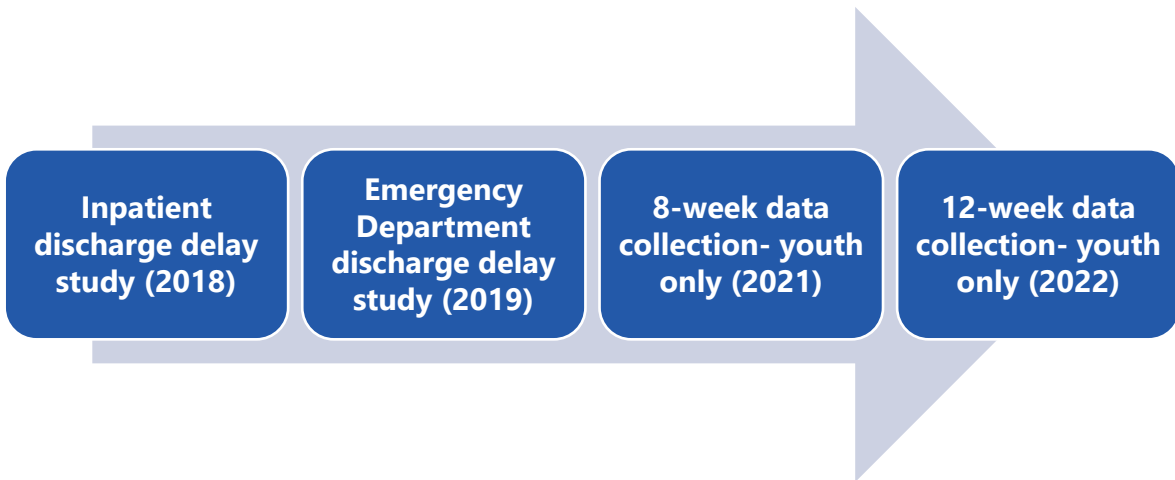 Inpatient
discharge delay
study (2018)
Emergency
Department
discharge delay
study (2019)
8-week data
collection- youth
only (2021)
12-week data
collection- youth
only (2022)